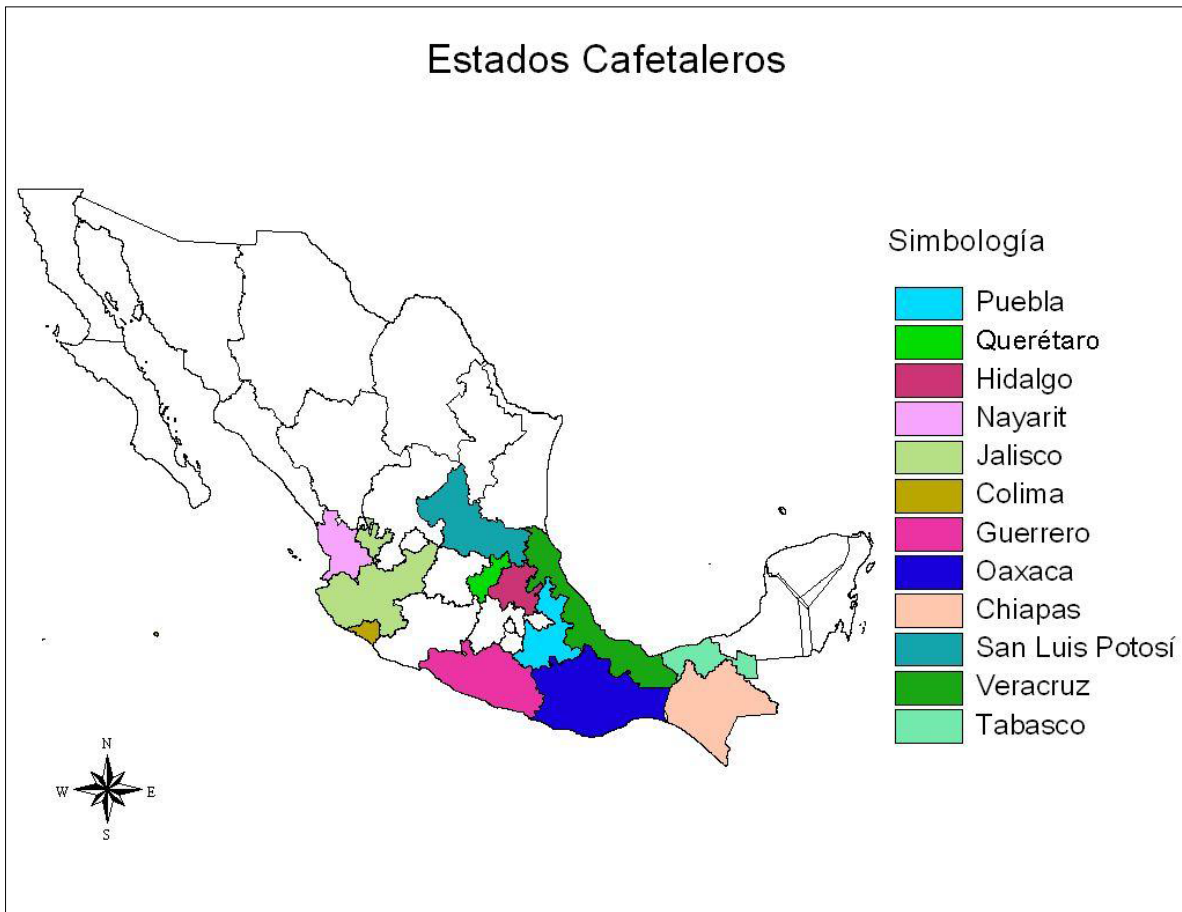 Estados Cafetaleros
Simbología
Puebla
Querétaro
Hidalgo
Nayarit
Jalisco
Colima
Guerrero
Oaxaca
Chiapas
San Luis Potosí
Veracruz
Tabasco
N
W E
S